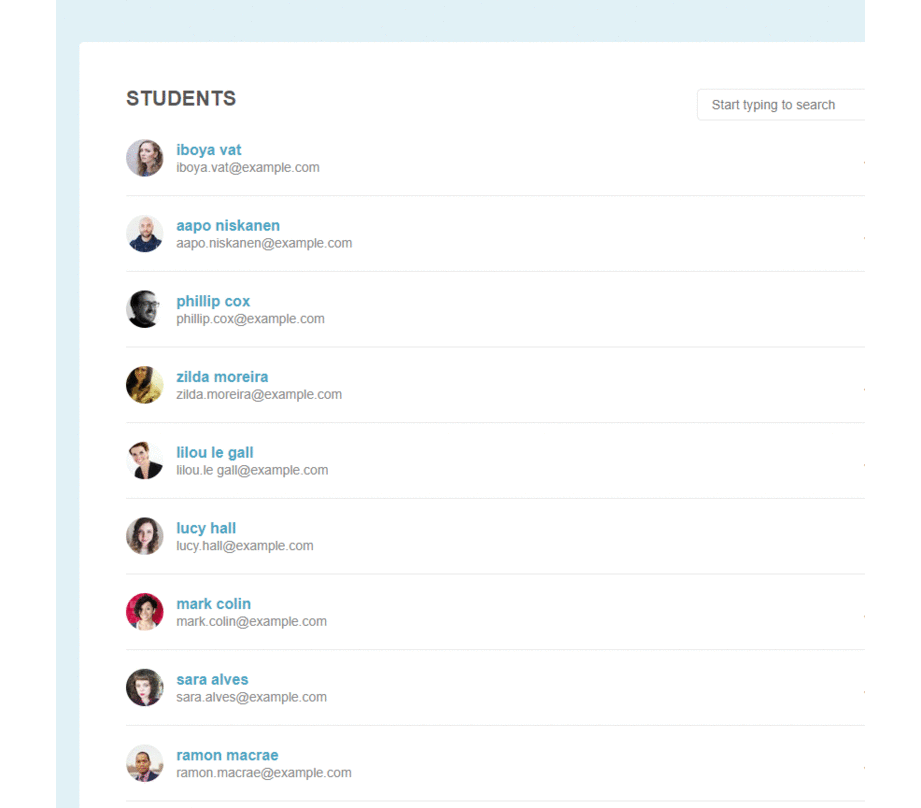 STUDENTS
Start typing to search
iboya vat
iboya.vat@example.com
aapo niskanen
aapo.niskanen@example.com
phillip cox
phillip.cox@example.com
zilda moreira
zilda.moreira@example.com
lilou le gall
lilou.le gall@example.com
lucy hall
lucy.hall@example.com
mark colin
mark.colin@example.com
sara alves
sara.alves@example.com
ramon macrae
ramon.macrae@example.com